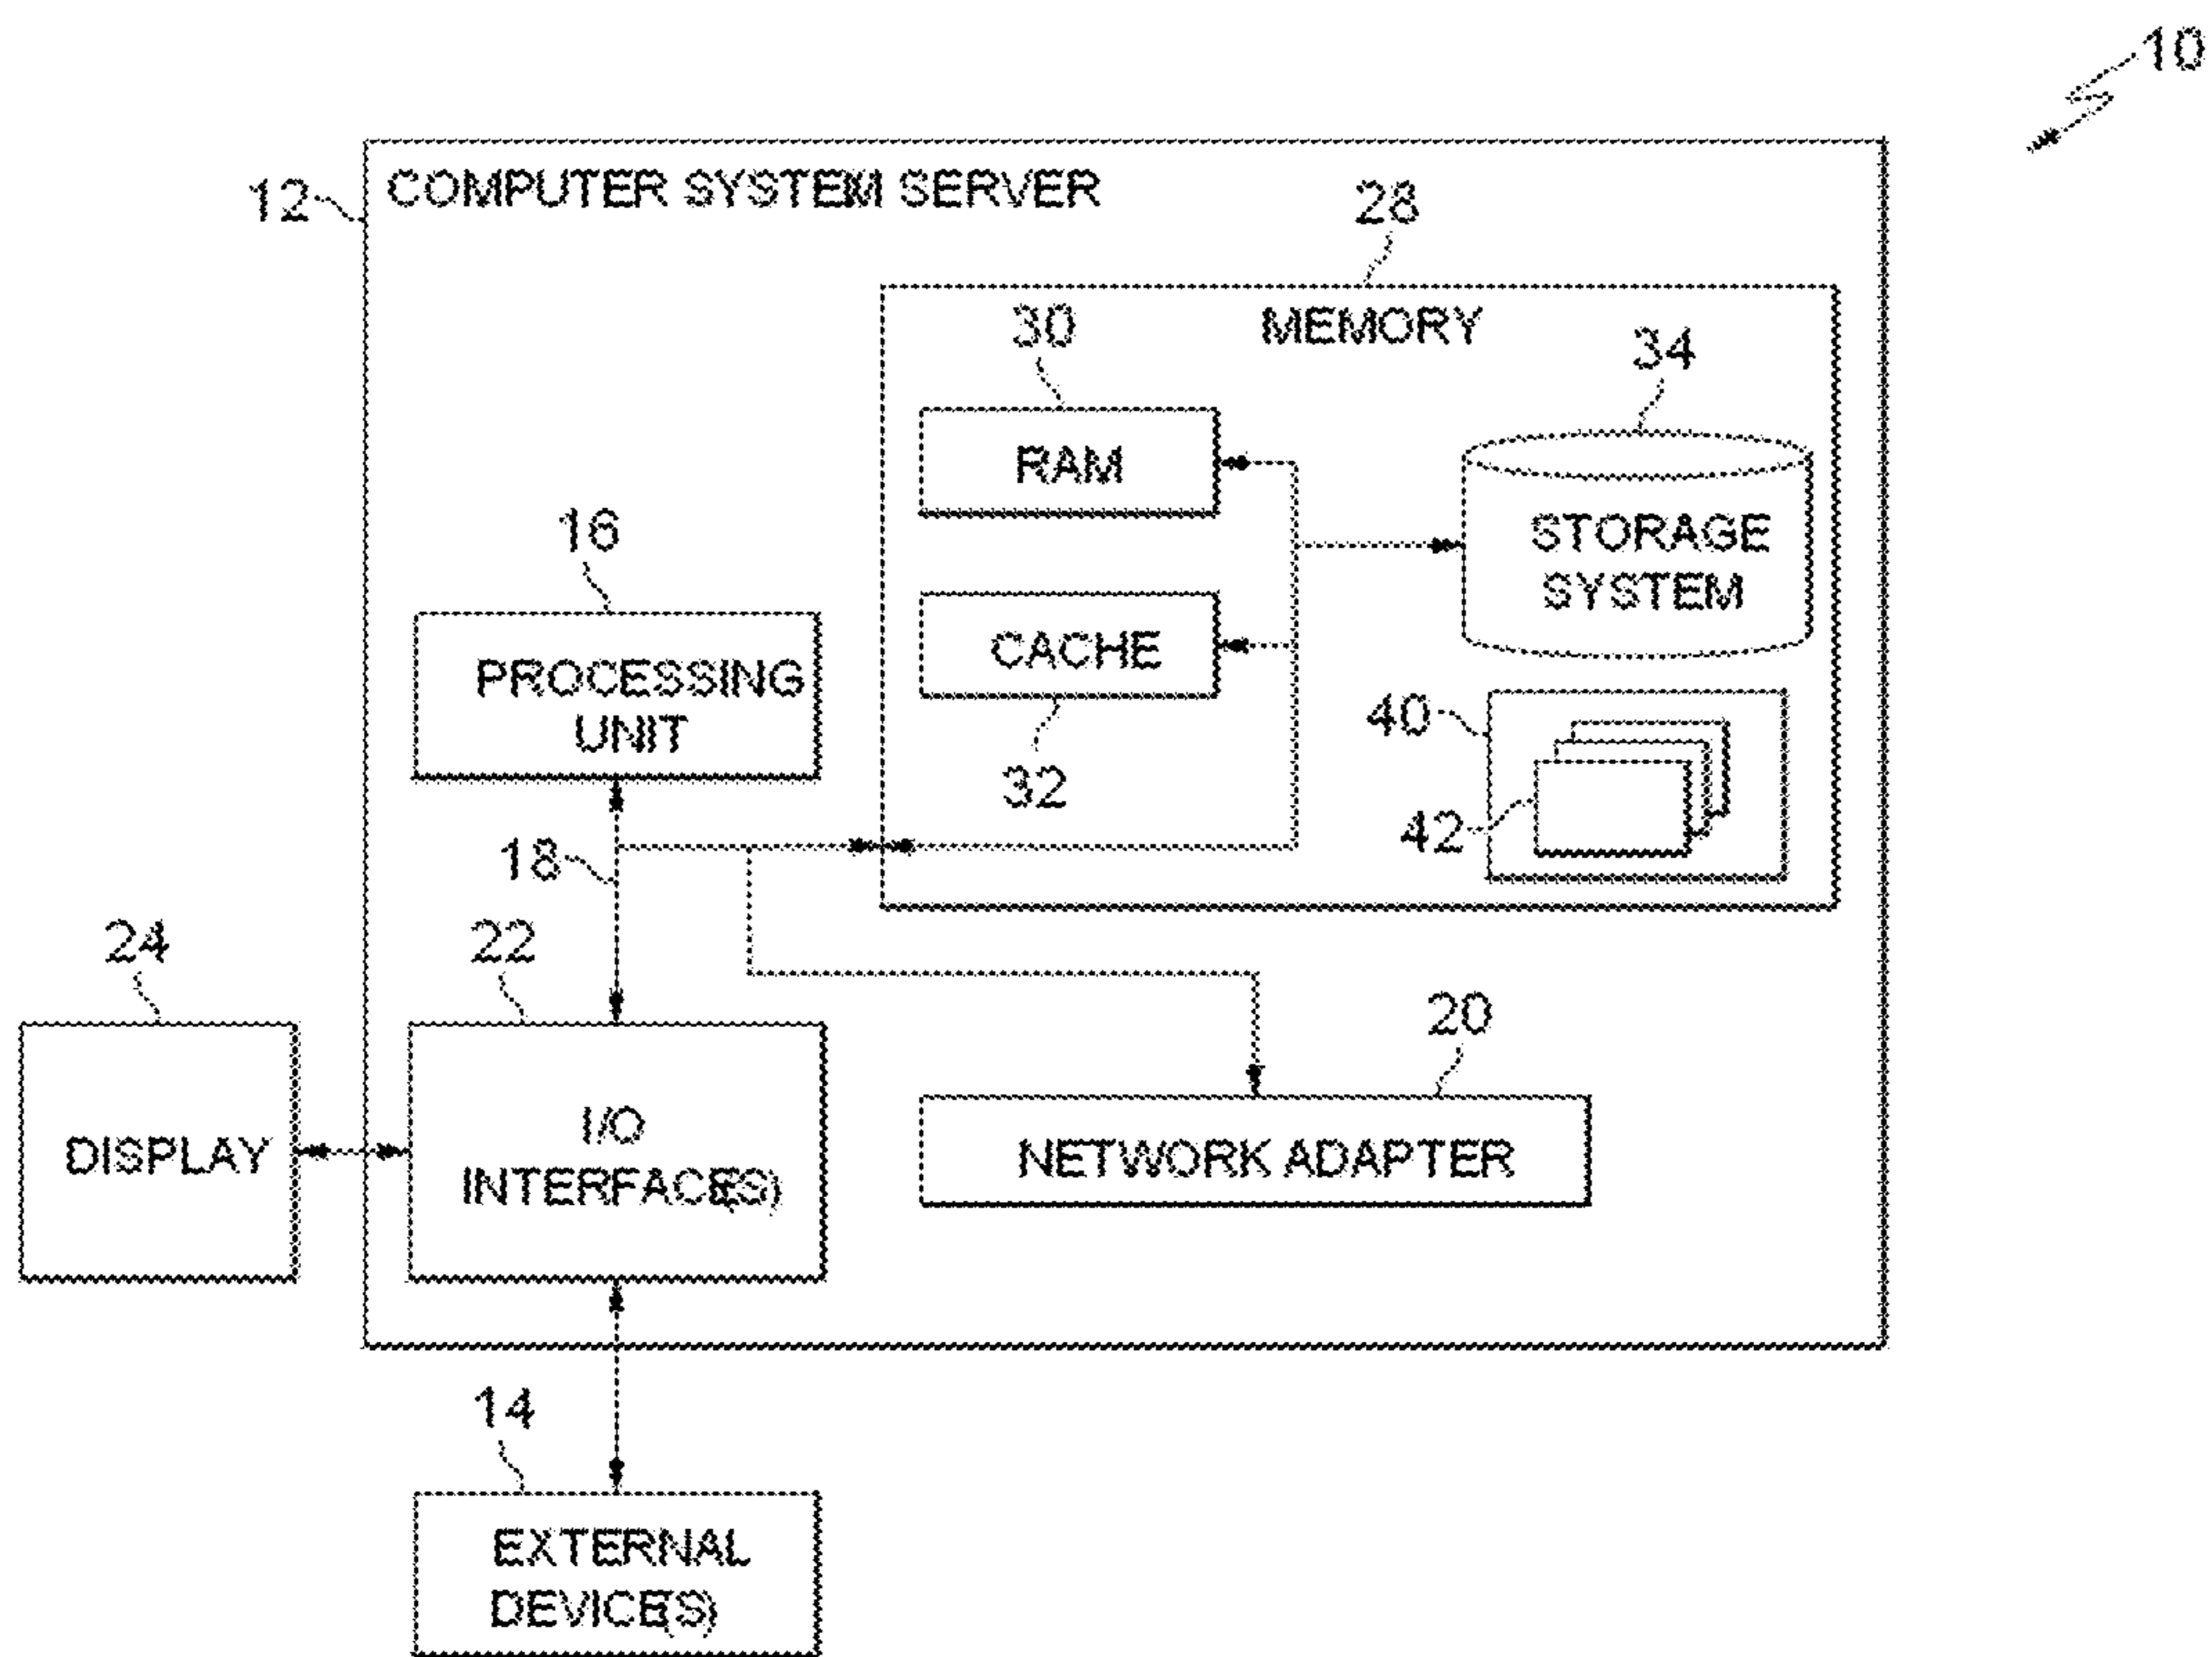 10
12
COMPUTER SYSTEM SERVER
28
MEMORY
30
34
RAM
STORAGE
SYSTEM
16
PROCESSING
UNIT
CACHE
32
40
42
18
24
22
20
DISPLAY
I/O
INTERFACE(S)
NETWORK ADAPTER
14
EXTERNAL
DEVICE(S)